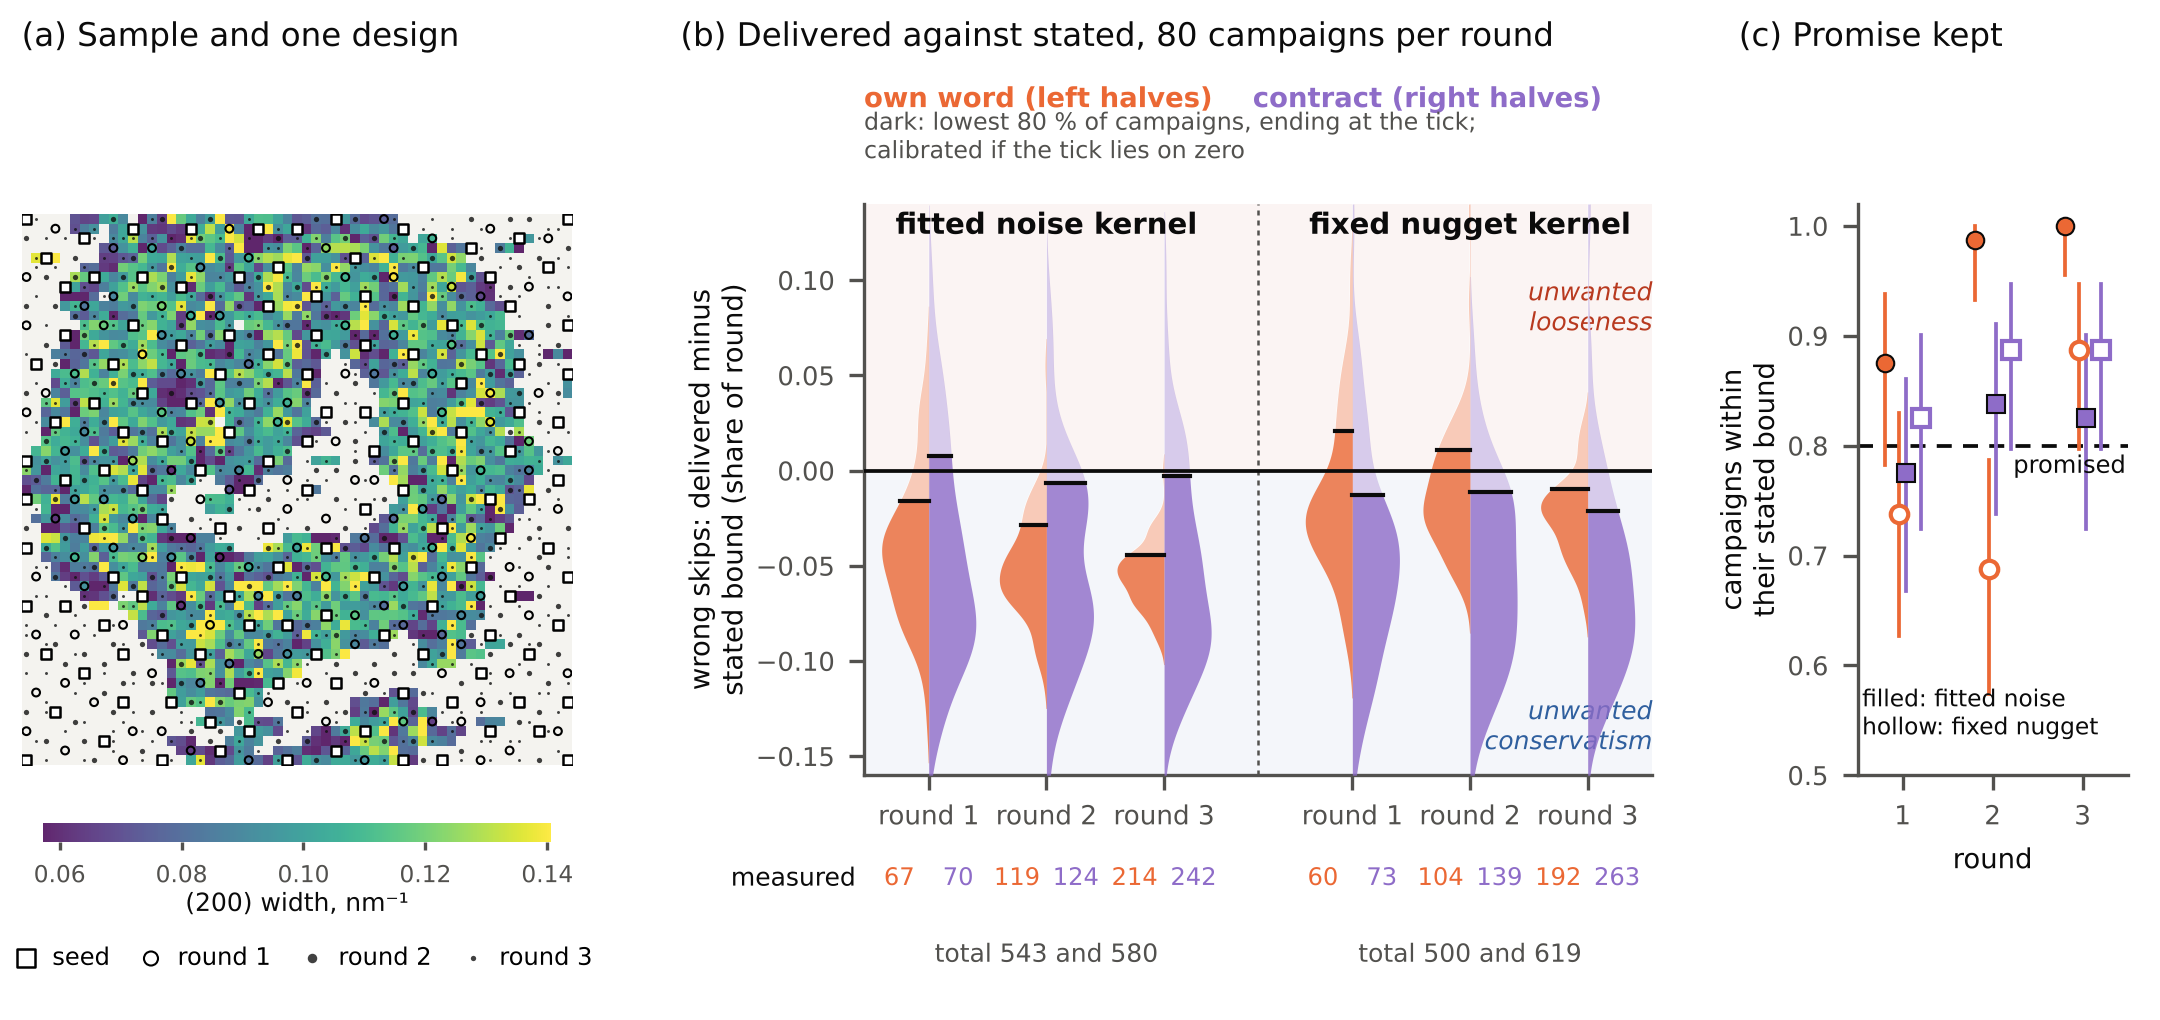 (a) Sample and one design
0.06 0.08 0.10 0.12 0.14
(200) width, nm⁻¹
seed round 1 round 2 round 3
(b) Delivered against stated, 80 campaigns per round
own word (left halves) contract (right halves)
dark: lowest 80 % of campaigns, ending at the tick;
calibrated if the tick lies on zero
fitted noise kernel fixed nugget kernel
unwanted
looseness
unwanted
conservatism
wrong skips: delivered minus
stated bound (share of round)
0.10
0.05
0.00
−0.05
−0.10
−0.15
round 1 round 2 round 3 round 1 round 2 round 3
measured 67 70 119 124 214 242 60 73 104 139 192 263
total 543 and 580 total 500 and 619
(c) Promise kept
campaigns within
their stated bound
1.0
0.9
0.8
0.7
0.6
0.5
promised
filled: fitted noise
hollow: fixed nugget
1 2 3
round